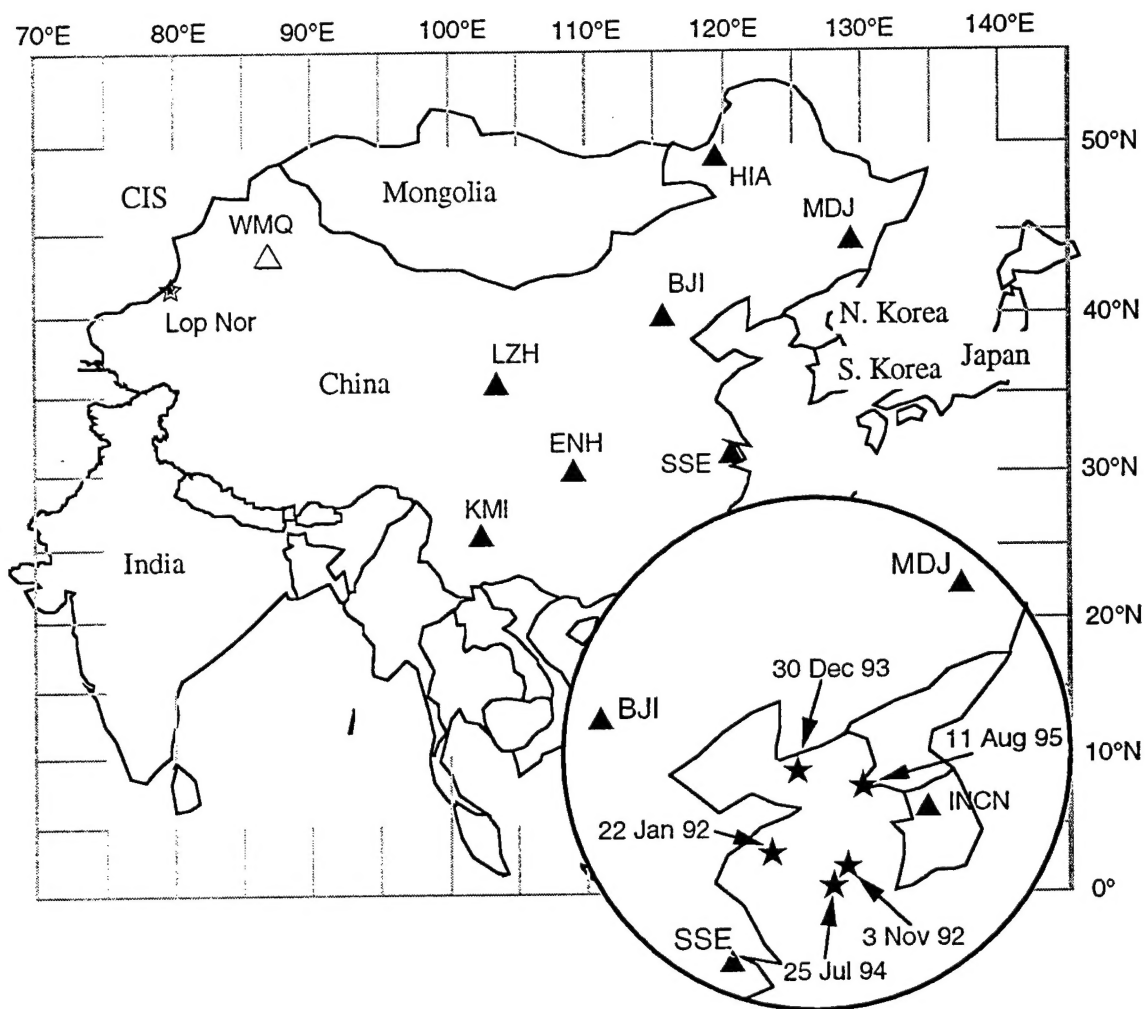 70°E 80°E 90°E 100°E 110°E 120°E 130°E 140°E
50°N
HIA
Mongolia
CIS
MDJ
WMQ
BJI
40°N
N. Korea
Lop Nor
Japan
LZH
S. Korea
China
ENH
SSE
30°N
KMI
India
MDJ
20°N
30 Dec 93
BJI
11 Aug 95
10°N
INCN
22 Jan 92
0°
SSE
3 Nov 92
25 Jul 94